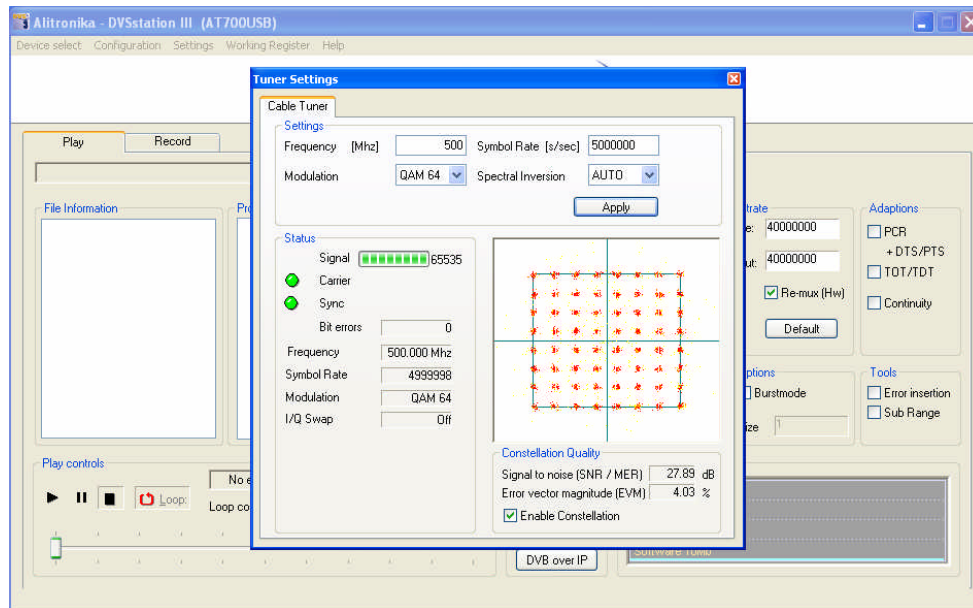 Alitronika - DVSstation III (AT700USB)
Device select Configuration Settings Working Register Help
Tuner Settings
Cable Tuner
Settings
Frequency [Mhz] 500 Symbol Rate [s/sec] 5000000
Modulation QAM 64 Spectral Inversion AUTO
Apply
Status
Signal 65535
Carrier
Sync
Bit errors 0
Frequency 500.000 Mhz
Symbol Rate 4999998
Modulation QAM 64
I/Q Swap Off
Constellation Quality
Signal to noise (SNR / MER) 27.89 dB
Error vector magnitude (EVM) 4.03 %
Enable Constellation
Play Record
File Information
40000000
40000000
Re-mux (Hw)
Default
Adaptions
PCR
+ DTS/PTS
TOT/TDT
Continuity
Burstmode
1
Tools
Error insertion
Sub Range
Play controls
Loop:
No
Loop
DVB over IP